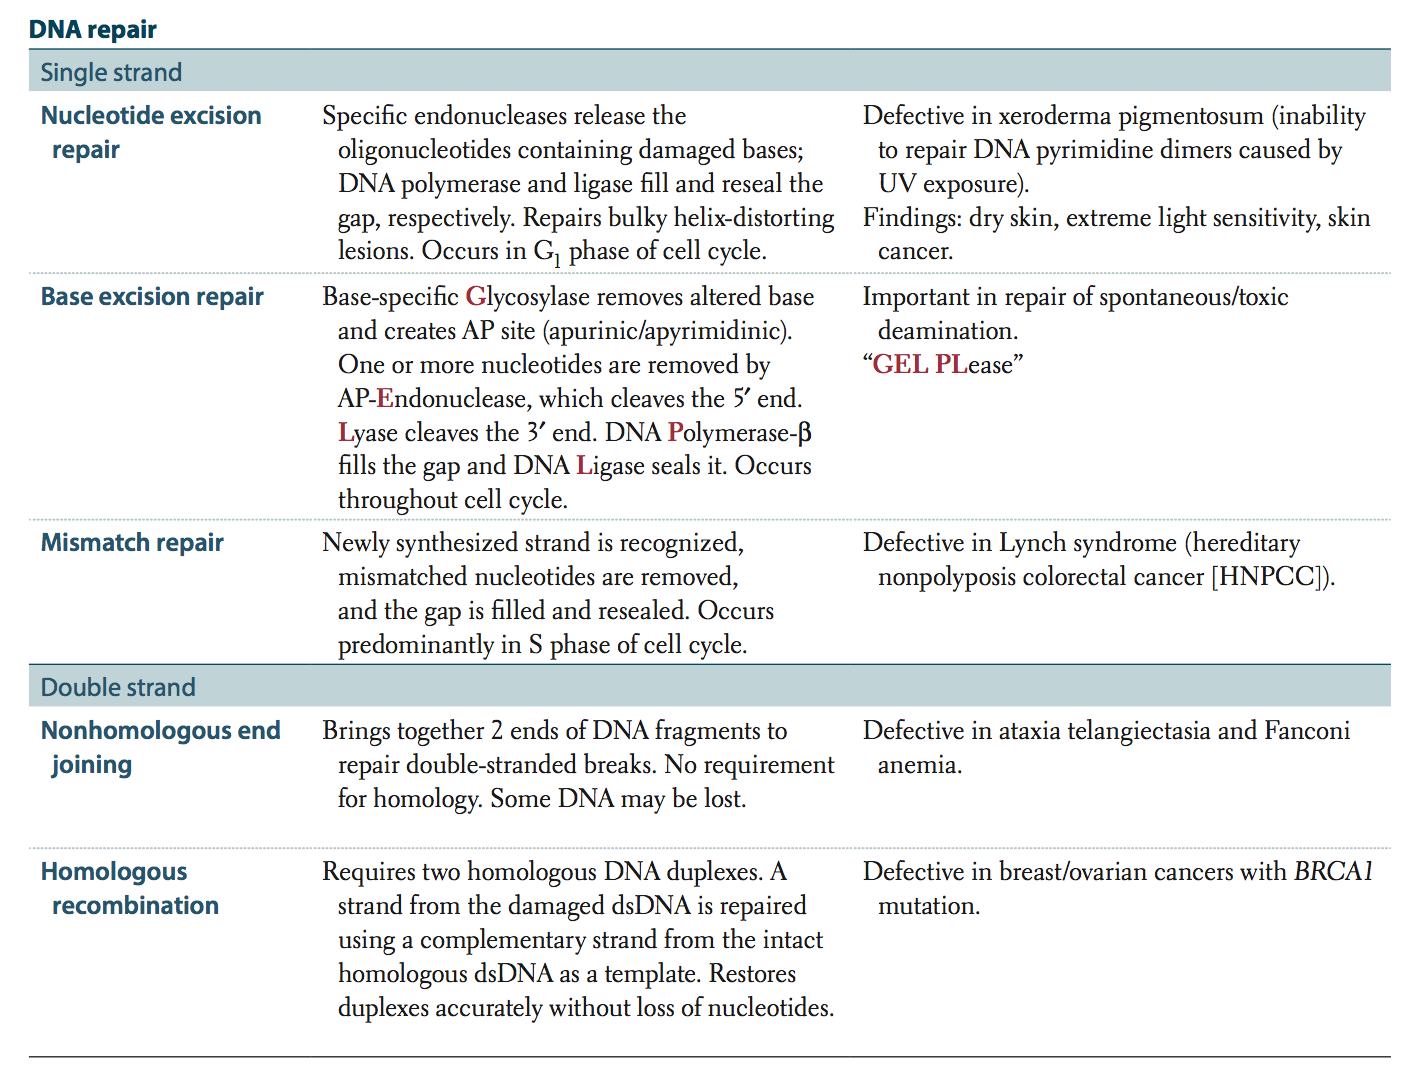 DNA repair
Single strand
Nucleotide excision
repair
Specific endonucleases release the
oligonucleotides containing damaged bases;
DNA polymerase and ligase fill and reseal the
gap, respectively. Repairs bulky helix-distorting
lesions. Occurs in G1 phase of cell cycle.
Defective in xeroderma pigmentosum (inability
to repair DNA pyrimidine dimers caused by
UV exposure).
Findings: dry skin, extreme light sensitivity, skin
cancer.
Base excision repair
Base-specific Glycosylase removes altered base
and creates AP site (apurinic/apyrimidinic).
One or more nucleotides are removed by
AP-Endonuclease, which cleaves the 5′ end.
Lyase cleaves the 3′ end. DNA Polymerase-β
fills the gap and DNA Ligase seals it. Occurs
throughout cell cycle.
Important in repair of spontaneous/toxic
deamination.
“GEL PLease”
Mismatch repair
Newly synthesized strand is recognized,
mismatched nucleotides are removed,
and the gap is filled and resealed. Occurs
predominantly in S phase of cell cycle.
Defective in Lynch syndrome (hereditary
nonpolyposis colorectal cancer [HNPCC]).
Double strand
Nonhomologous end
joining
Brings together 2 ends of DNA fragments to
repair double-stranded breaks. No requirement
for homology. Some DNA may be lost.
Defective in ataxia telangiectasia and Fanconi
anemia.
Homologous
recombination
Requires two homologous DNA duplexes. A
strand from the damaged dsDNA is repaired
using a complementary strand from the intact
homologous dsDNA as a template. Restores
duplexes accurately without loss of nucleotides.
Defective in breast/ovarian cancers with BRCA1
mutation.